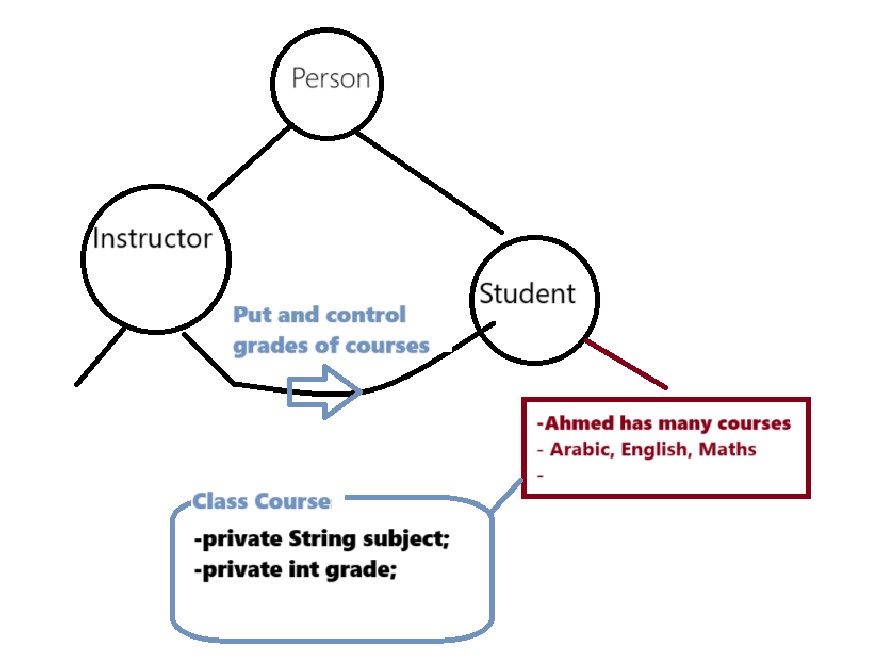 Person
Instructor
Student
Put and control
grades of courses
-Ahmed has many courses
- Arabic, English, Maths
-
Class Course
-private String subject;
-private int grade;